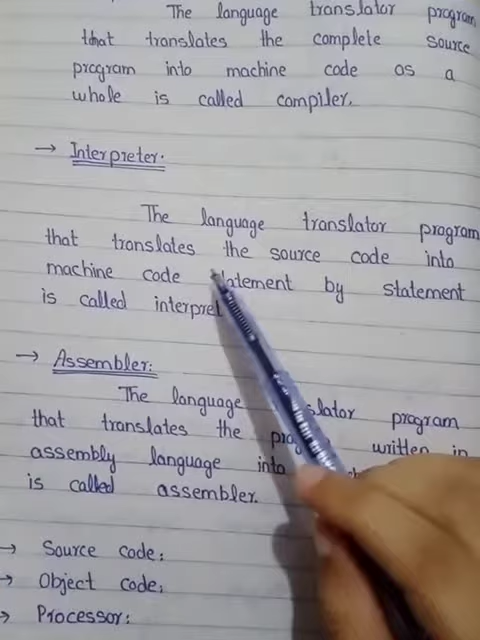 The language translator program
that translates the complete source
program into machine code as a
whole is called compiler.
→ Interpreter.
The language translator program
that translates the source code into
machine code statement by statement
is called interpret
→ Assembler:
The language slator program
that translates the written in
assembly language into
is called assembler.
→ Source code:
→ Object code:
→ Processor: